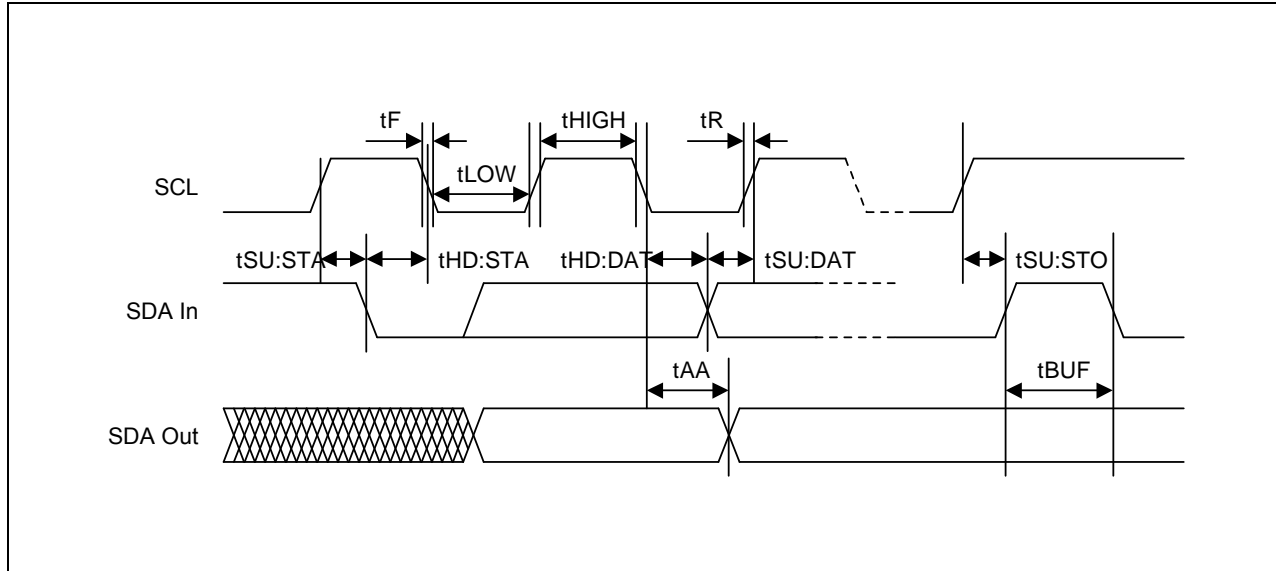 tF
tHIGH
tR
tLOW
SCL
tSU:STA
tHD:STA
tHD:DAT
tSU:DAT
tSU:STO
SDA In
tAA
tBUF
SDA Out